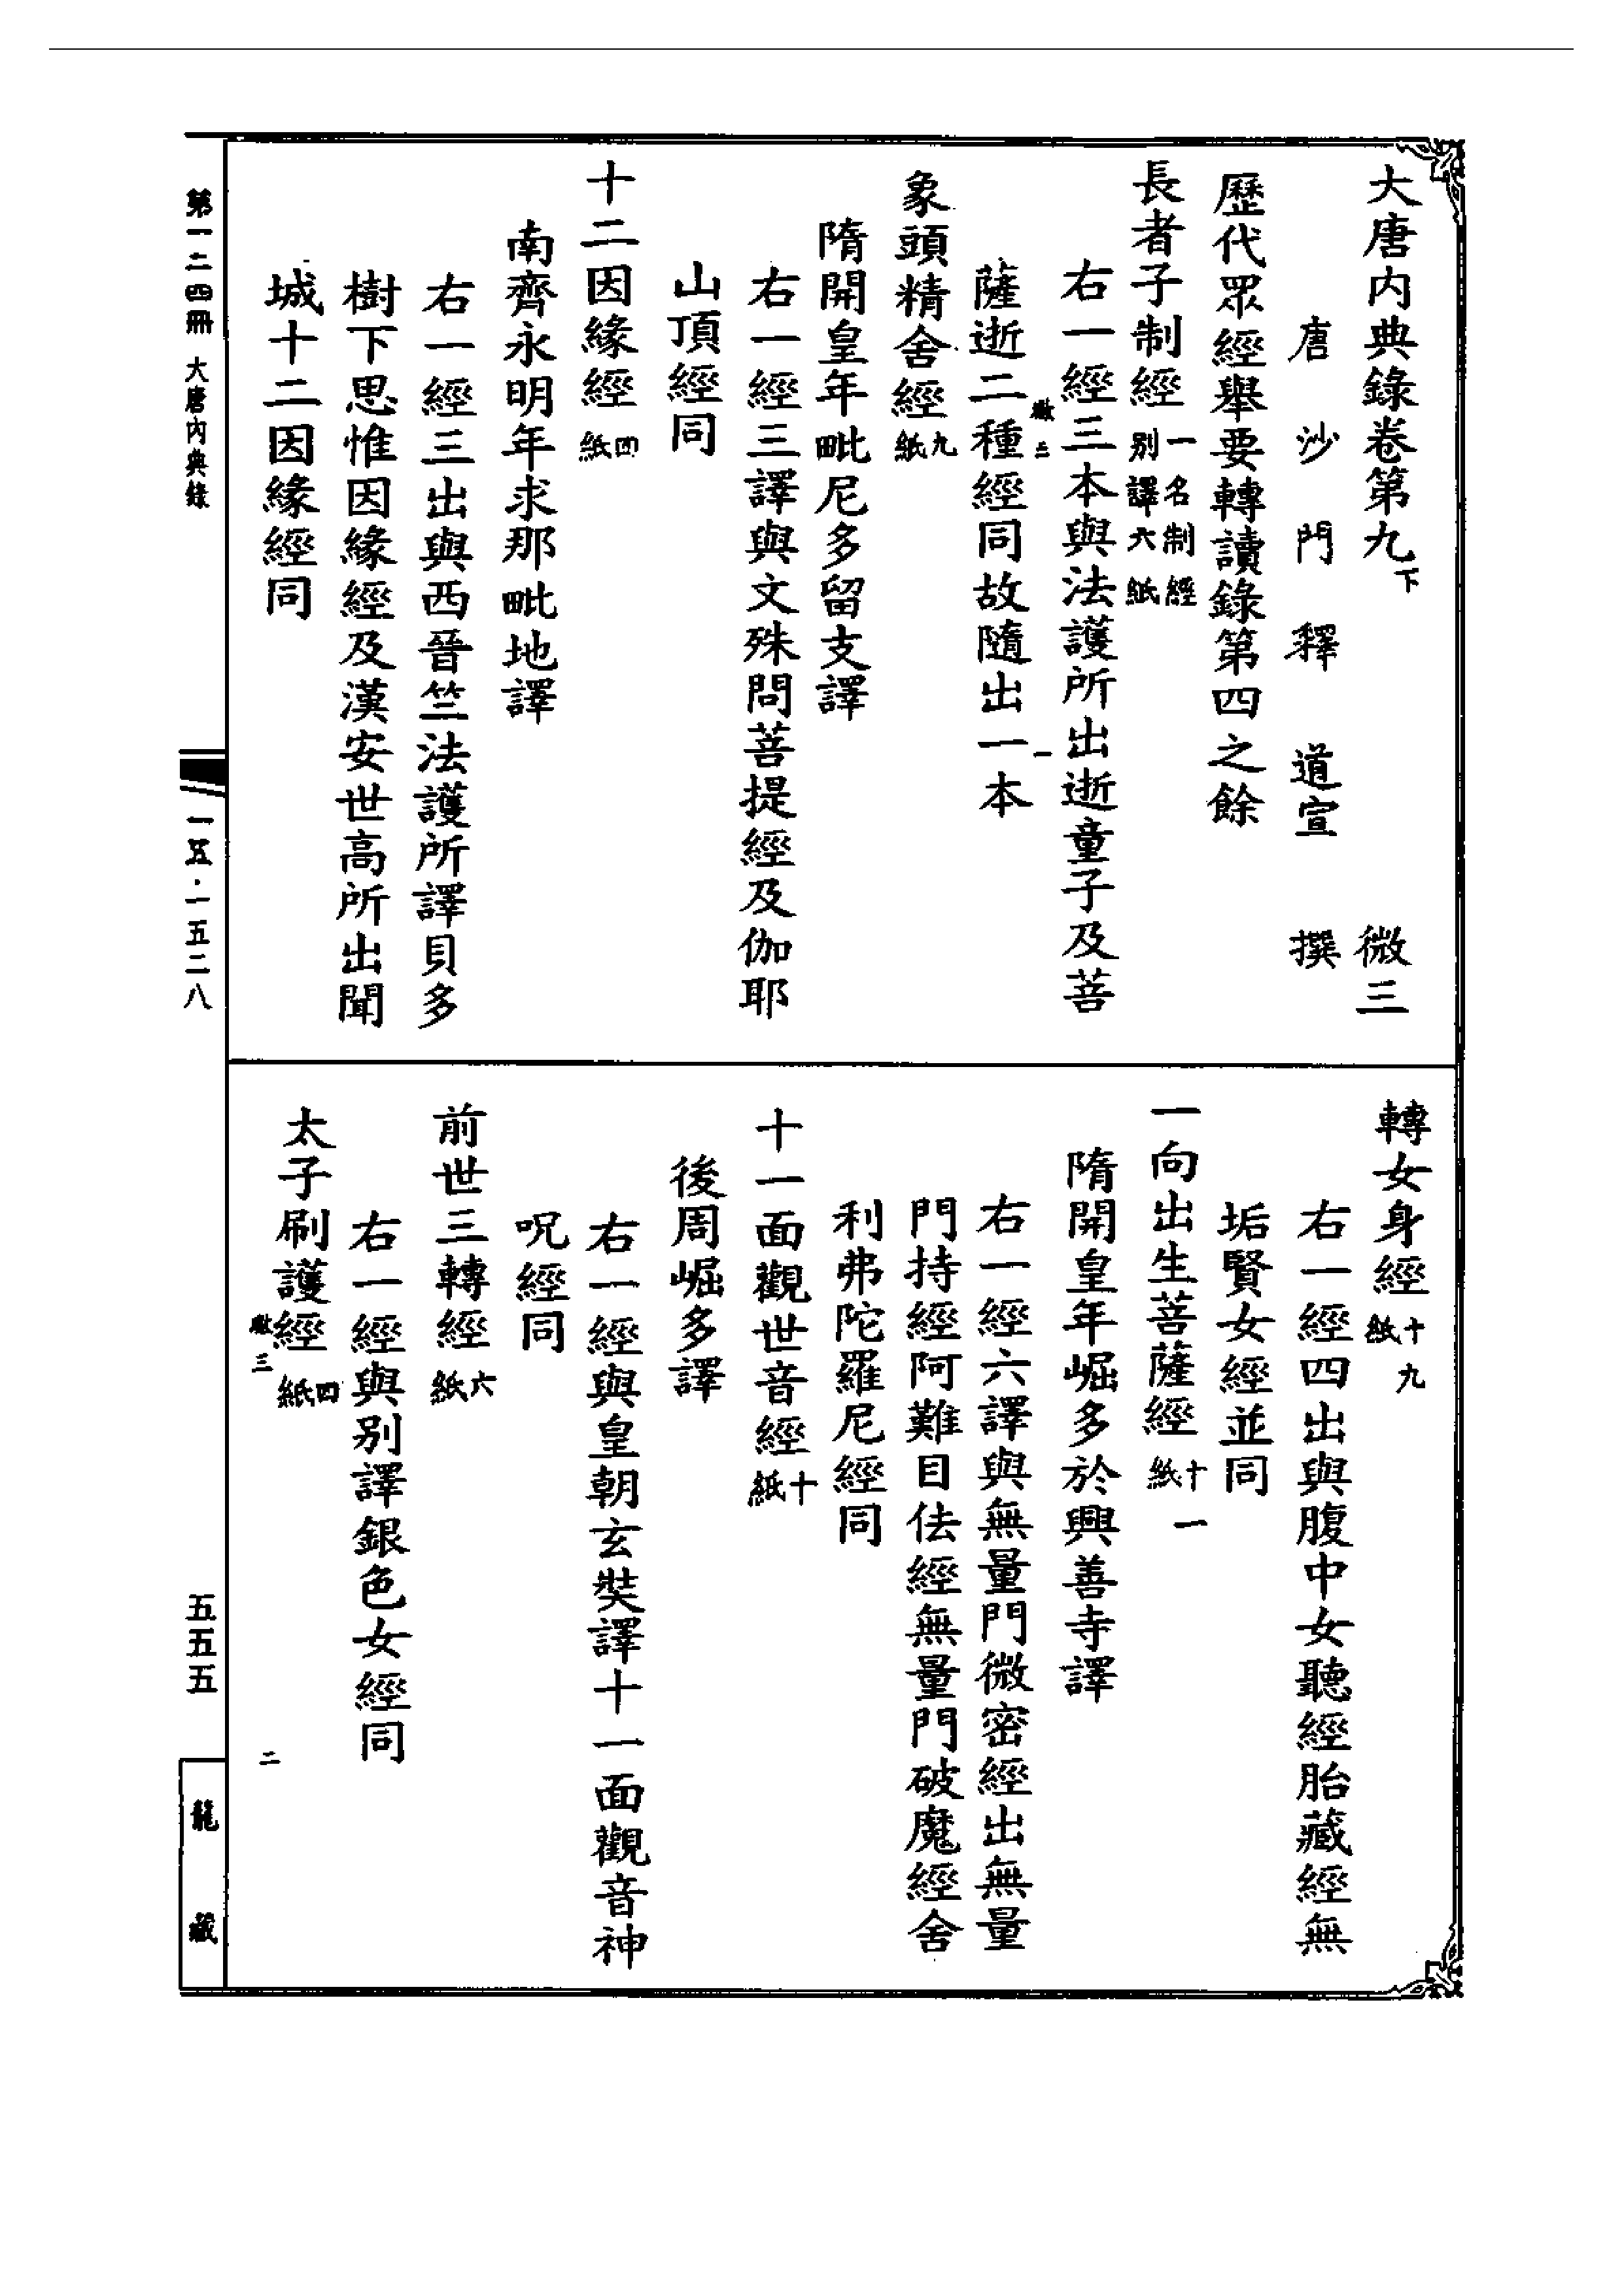 大唐内典錄卷第九下　微三
唐沙門釋道宣撰
歷代眾經舉要轉讀錄第四之餘
長者子制經一名制經别譯六紙
右一經三本與法護所出逝童子及菩
薩逝二種經同故隨出一本
微三　一
象頭精舍經九紙
隋開皇年毗尼多留支譯
右一經三譯與文殊問菩提經及伽耶
山頂經同
十二因緣經四紙
南齊永明年求那毗地譯
右一經三出與西晉竺法護所譯貝多
樹下思惟因緣經及漢安世高所出聞
城十二因緣經同
轉女身經十九紙
右一經四出與腹中女聽經胎藏經無
垢賢女經並同
一向出生菩薩經十一紙
隋開皇年崛多於興善寺譯
右一經六譯與無量門微密經出無量
門持經阿難目佉經無量門破魔經舍
利弗陀羅尼經同
十一面觀世音經十紙
後周崛多譯
右一經與皇朝玄奘譯十一面觀音神
呪經同
前世三轉經六紙
右一經與别譯銀色女經同
太子刷護經四紙
微三　二
第一二四冊　大唐內典錄
一五五·一五二八
五五五
龍藏